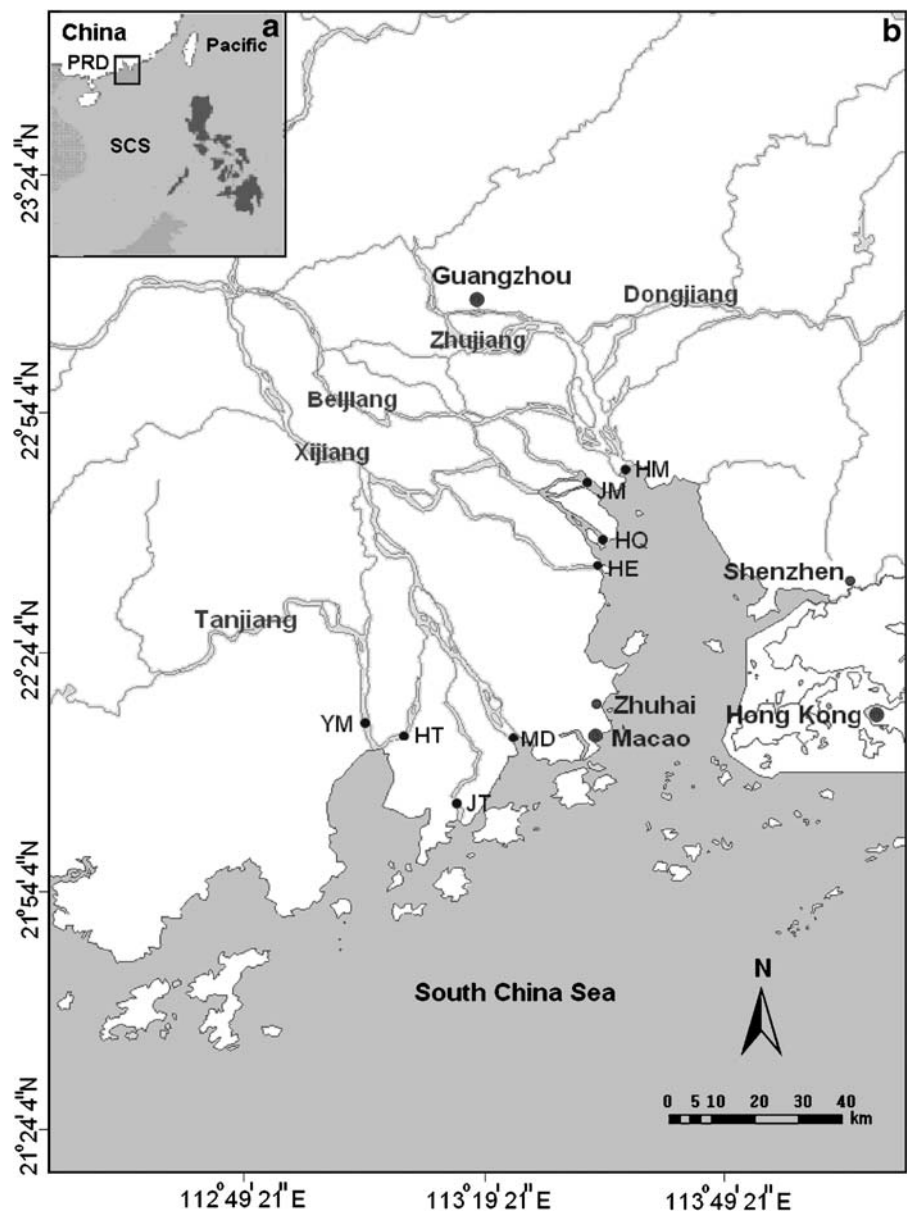 China
a
Pacific
PRD
SCS
b
23°24'4"N
22°54'4"N
22°24'4"N
21°54'4"N
21°24'4"N
Guangzhou
Dongjiang
Zhujiang
Beijiang
Xijiang
HM
JM
HQ
HE
Shenzhen
Tanjiang
Zhuhai
Hong Kong
YM
HT
MD
Macao
JT
South China Sea
N
0 5 10 20 30 40
km
112°49'21"E
113°19'21"E
113°49'21"E